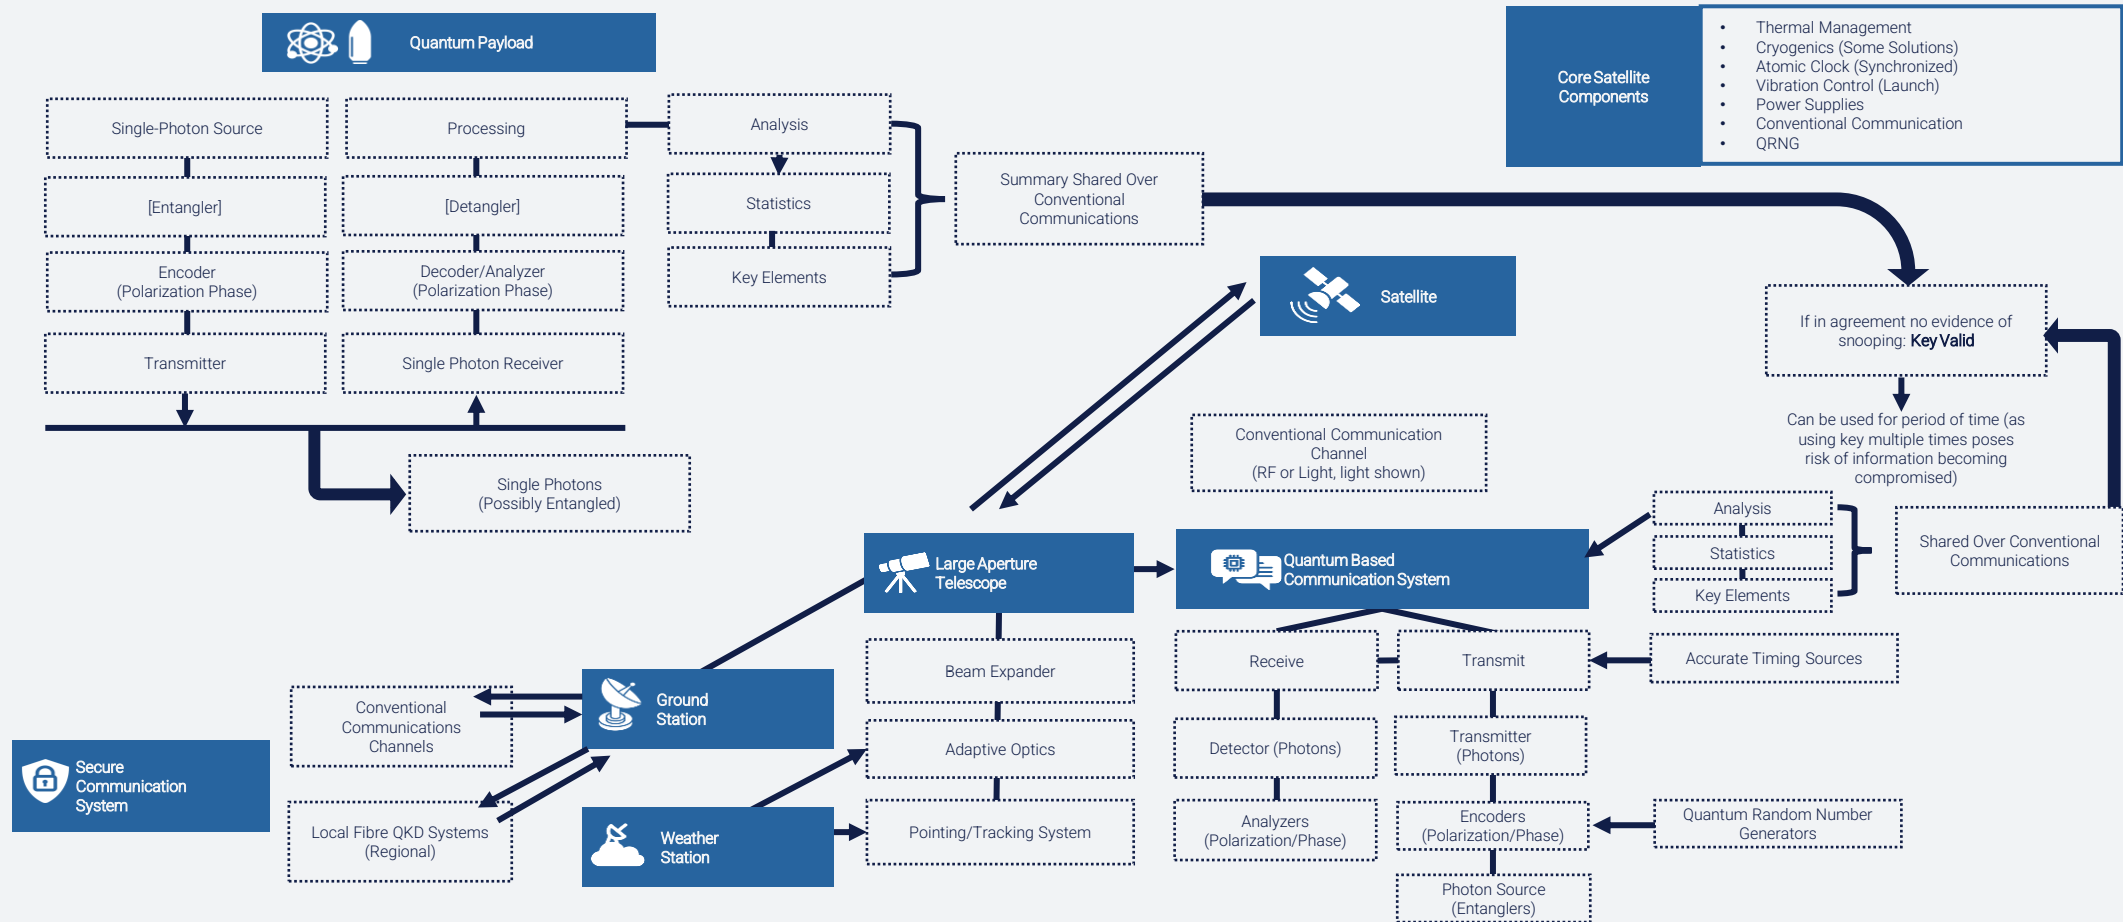 Quantum Payload
Core Satellite
Components
• Thermal Management
• Cryogenics (Some Solutions)
• Atomic Clock (Synchronized)
• Vibration Control (Launch)
• Power Supplies
• Conventional Communication
• QRNG
Single-Photon Source
Processing
Analysis
[Entangler]
[Detangler]
Statistics
Encoder
(Polarization Phase)
Decoder/Analyzer
(Polarization Phase)
Key Elements
Transmitter
Single Photon Receiver
Summary Shared Over
Conventional
Communications
Single Photons
(Possibly Entangled)
Satellite
If in agreement no evidence of
snooping: Key Valid
Can be used for period of time (as
using key multiple times poses
risk of information becoming
compromised)
Conventional Communication
Channel
(RF or Light, light shown)
Analysis
Statistics
Key Elements
Shared Over Conventional
Communications
Large Aperture
Telescope
Quantum Based
Communication System
Beam Expander
Adaptive Optics
Pointing/Tracking System
Receive
Transmit
Accurate Timing Sources
Detector (Photons)
Transmitter
(Photons)
Analyzers
(Polarization/Phase)
Encoders
(Polarization/Phase)
Quantum Random Number
Generators
Photon Source
(Entanglers)
Ground
Station
Conventional
Communications
Channels
Secure
Communication
System
Local Fibre QKD Systems
(Regional)
Weather
Station